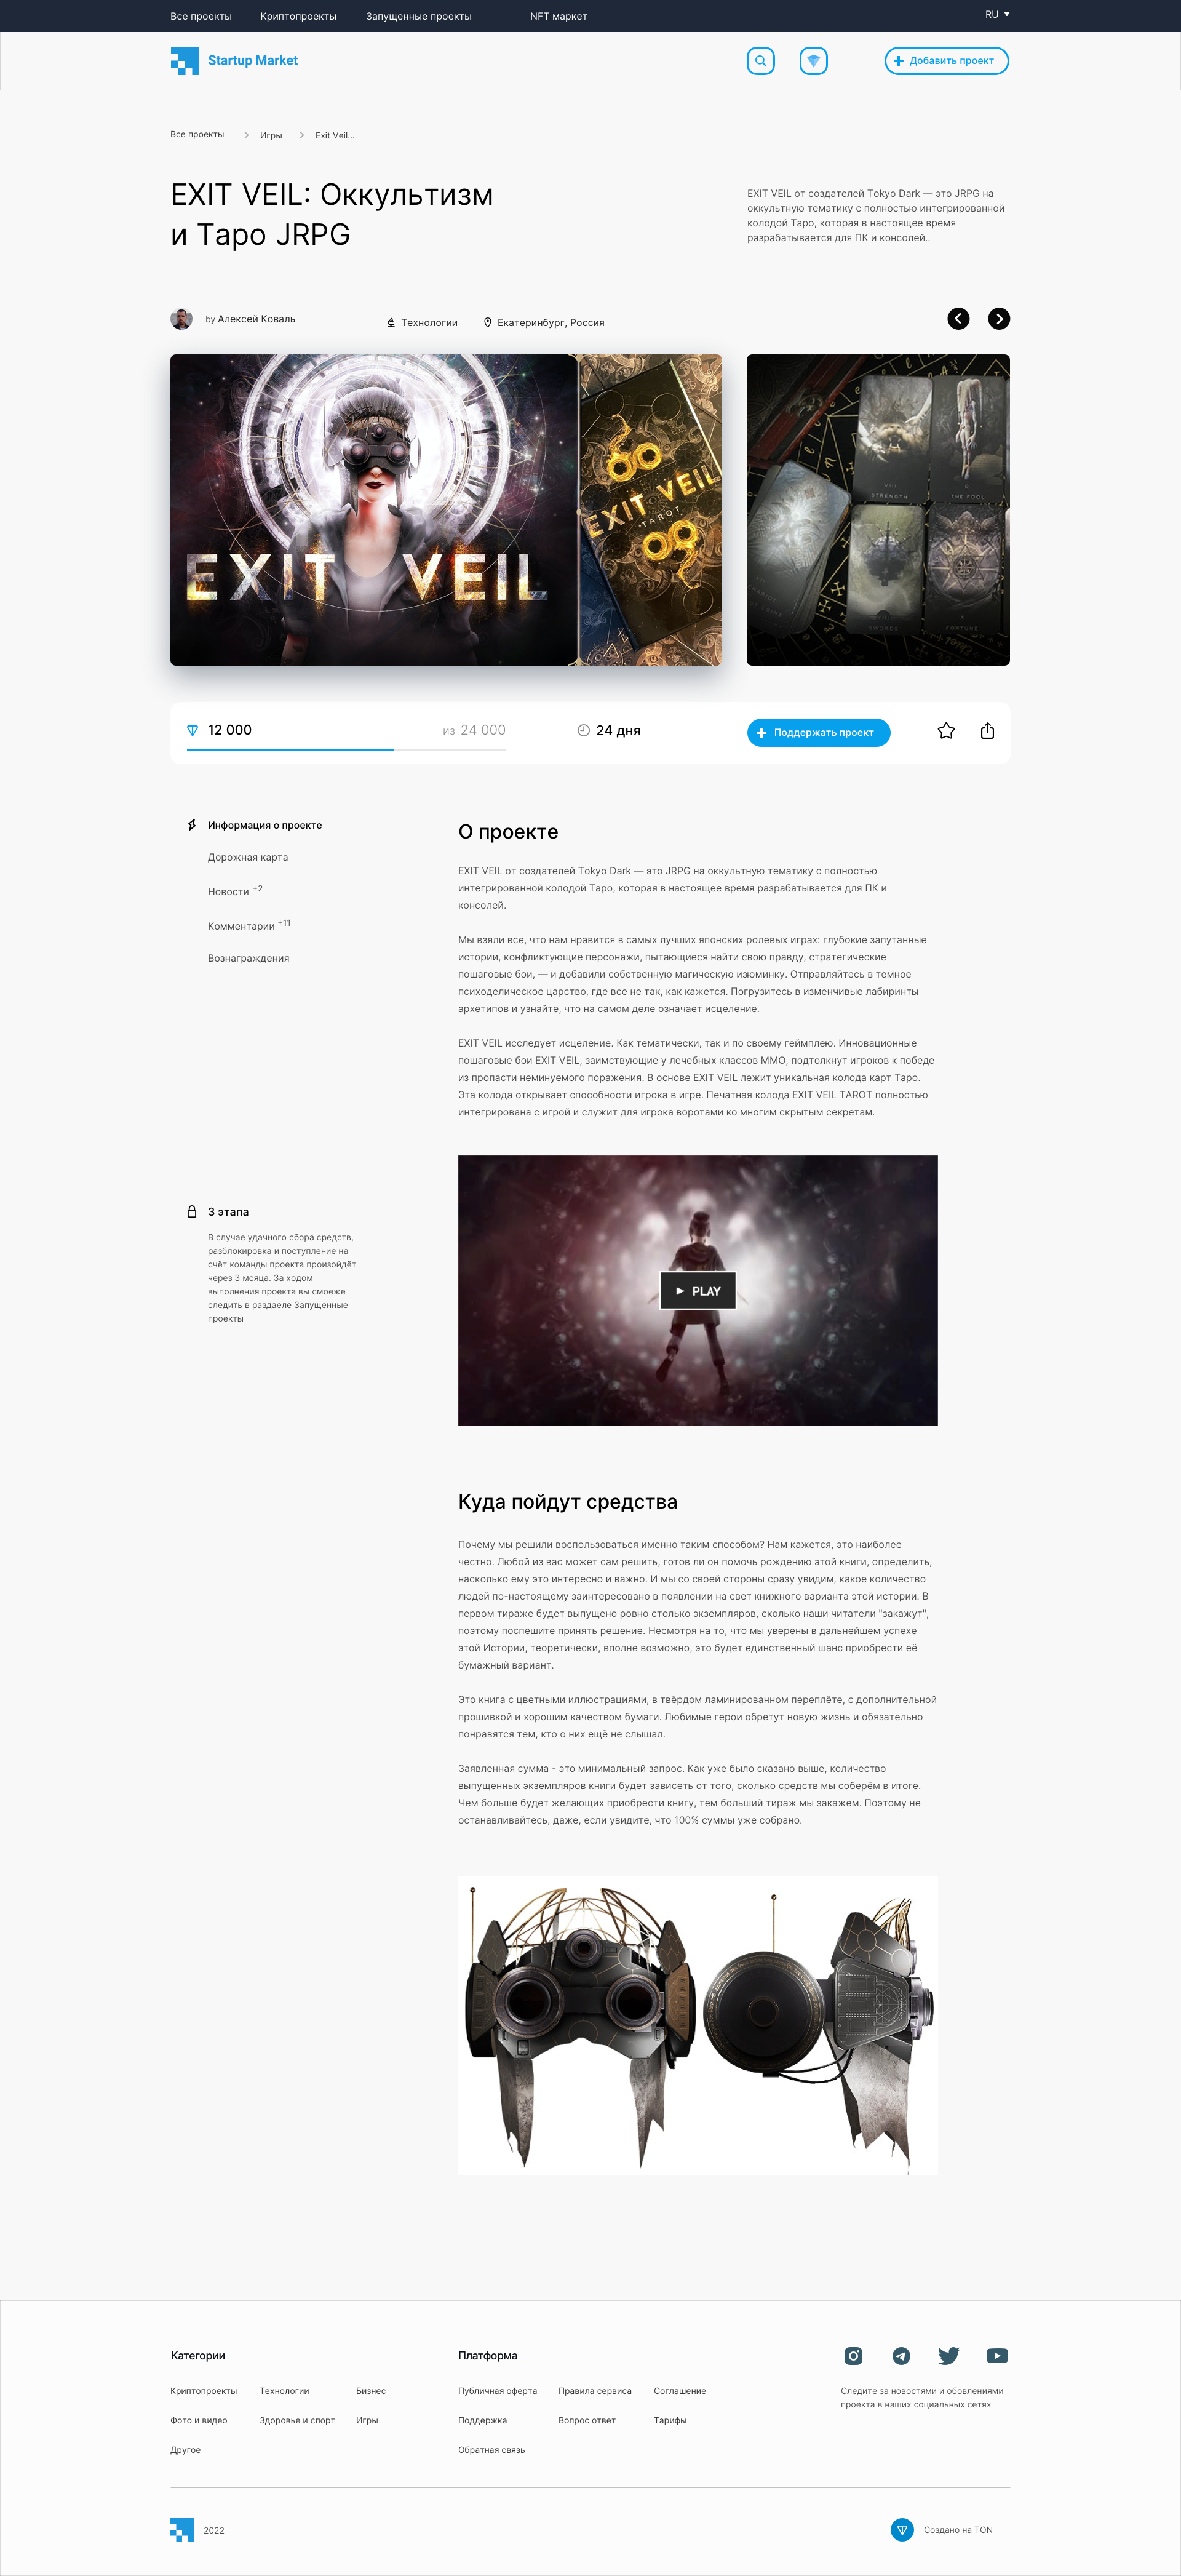 Все проекты
Криптопроекты
Запущенные проекты
NFT маркет
RU
Startup Market
Добавить проект
Все проекты
Игры
Exit Veil...
EXIT VEIL: Оккультизм
и Таро JRPG
EXIT VEIL от создателей Tokyo Dark — это JRPG на
оккультную тематику с полностью интегрированной
колодой Таро, которая в настоящее время
разрабатывается для ПК и консолей..
by Алексей Коваль
Технологии
Екатеринбург, Россия
EXIT VEIL
EXIT VEIL
TAROT
VIII
STRENGTH
0
THE FOOL
SWORDS
X
FORTUNE
12 000
из 24 000
24 дня
Поддержать проект
Информация о проекте
Дорожная карта
Новости +2
Комментарии +11
Вознаграждения
О проекте
EXIT VEIL от создателей Tokyo Dark — это JRPG на оккультную тематику с полностью
интегрированной колодой Таро, которая в настоящее время разрабатывается для ПК и
консолей.
Мы взяли все, что нам нравится в самых лучших японских ролевых играх: глубокие запутанные
истории, конфликтующие персонажи, пытающиеся найти свою правду, стратегические
пошаговые бои, — и добавили собственную магическую изюминку. Отправляйтесь в темное
психоделическое царство, где все не так, как кажется. Погрузитесь в изменчивые лабиринты
архетипов и узнайте, что на самом деле означает исцеление.
EXIT VEIL исследует исцеление. Как тематически, так и по своему геймплею. Инновационные
пошаговые бои EXIT VEIL, заимствующие у лечебных классов MMO, подтолкнут игроков к победе
из пропасти неминуемого поражения. В основе EXIT VEIL лежит уникальная колода карт Таро.
Эта колода открывает способности игрока в игре. Печатная колода EXIT VEIL TAROT полностью
интегрирована с игрой и служит для игрока воротами ко многим скрытым секретам.
PLAY
3 этапа
В случае удачного сбора средств,
разблокировка и поступление на
счёт команды проекта произойдёт
через 3 мсяца. За ходом
выполнения проекта вы смоеже
следить в раздаеле Запущенные
проекты
Куда пойдут средства
Почему мы решили воспользоваться именно таким способом? Нам кажется, это наиболее
честно. Любой из вас может сам решить, готов ли он помочь рождению этой книги, определить,
насколько ему это интересно и важно. И мы со своей стороны сразу увидим, какое количество
людей по-настоящему заинтересовано в появлении на свет книжного варианта этой истории. В
первом тираже будет выпущено ровно столько экземпляров, сколько наши читатели "закажут",
поэтому поспешите принять решение. Несмотря на то, что мы уверены в дальнейшем успехе
этой Истории, теоретически, вполне возможно, это будет единственный шанс приобрести её
бумажный вариант.
Это книга с цветными иллюстрациями, в твёрдом ламинированном переплёте, с дополнительной
прошивкой и хорошим качеством бумаги. Любимые герои обретут новую жизнь и обязательно
понравятся тем, кто о них ещё не слышал.
Заявленная сумма - это минимальный запрос. Как уже было сказано выше, количество
выпущенных экземпляров книги будет зависеть от того, сколько средств мы соберём в итоге.
Чем больше будет желающих приобрести книгу, тем больший тираж мы закажем. Поэтому не
останавливайтесь, даже, если увидите, что 100% суммы уже собрано.
Категории
Криптопроекты
Технологии
Бизнес
Фото и видео
Здоровье и спорт
Игры
Другое
Платформа
Публичная оферта
Правила сервиса
Соглашение
Поддержка
Вопрос ответ
Тарифы
Обратная связь
Следите за новостями и обовлениями
проекта в наших социальных сетях
2022
Создано на TON